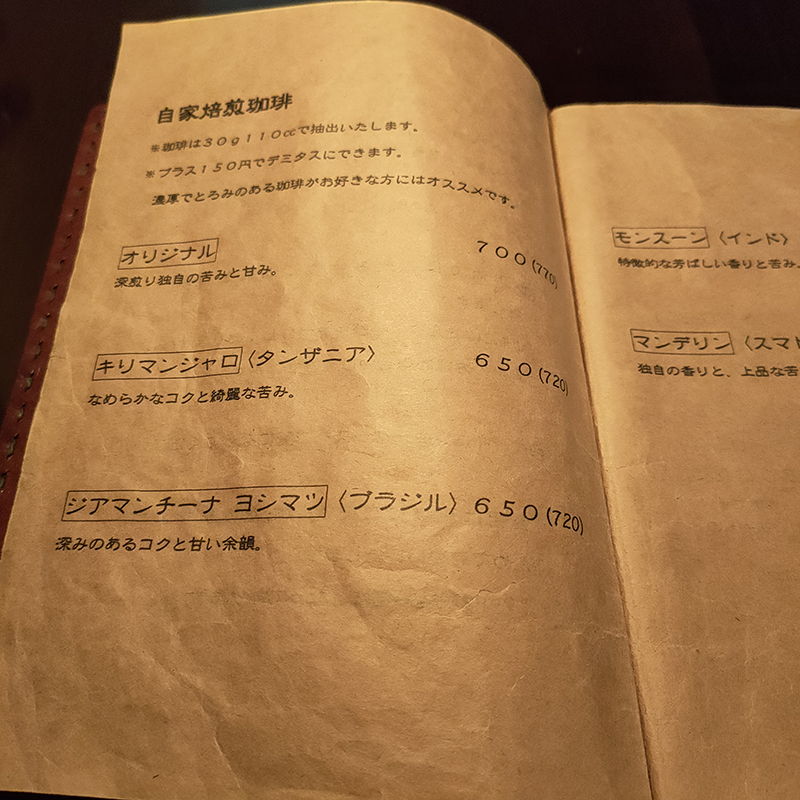 自家焙煎珈琲
※珈琲は３０ｇ１１０ccで抽出いたします。
※プラス１５０円でデミタスにできます。
濃厚でとろみのある珈琲がお好きな方にはオススメです。
オリジナル ７００(770)
深煎り独自の苦みと甘み。
キリマンジャロ〈タンザニア〉 ６５０(720)
なめらかなコクと綺麗な苦み。
ジアマンチーナ ヨシマツ〈ブラジル〉６５０(720)
深みのあるコクと甘い余韻。
モンスーン〈インド〉
特徴的な芳ばしい香りと苦み。
マンデリン〈スマト
独自の香りと、上品な苦